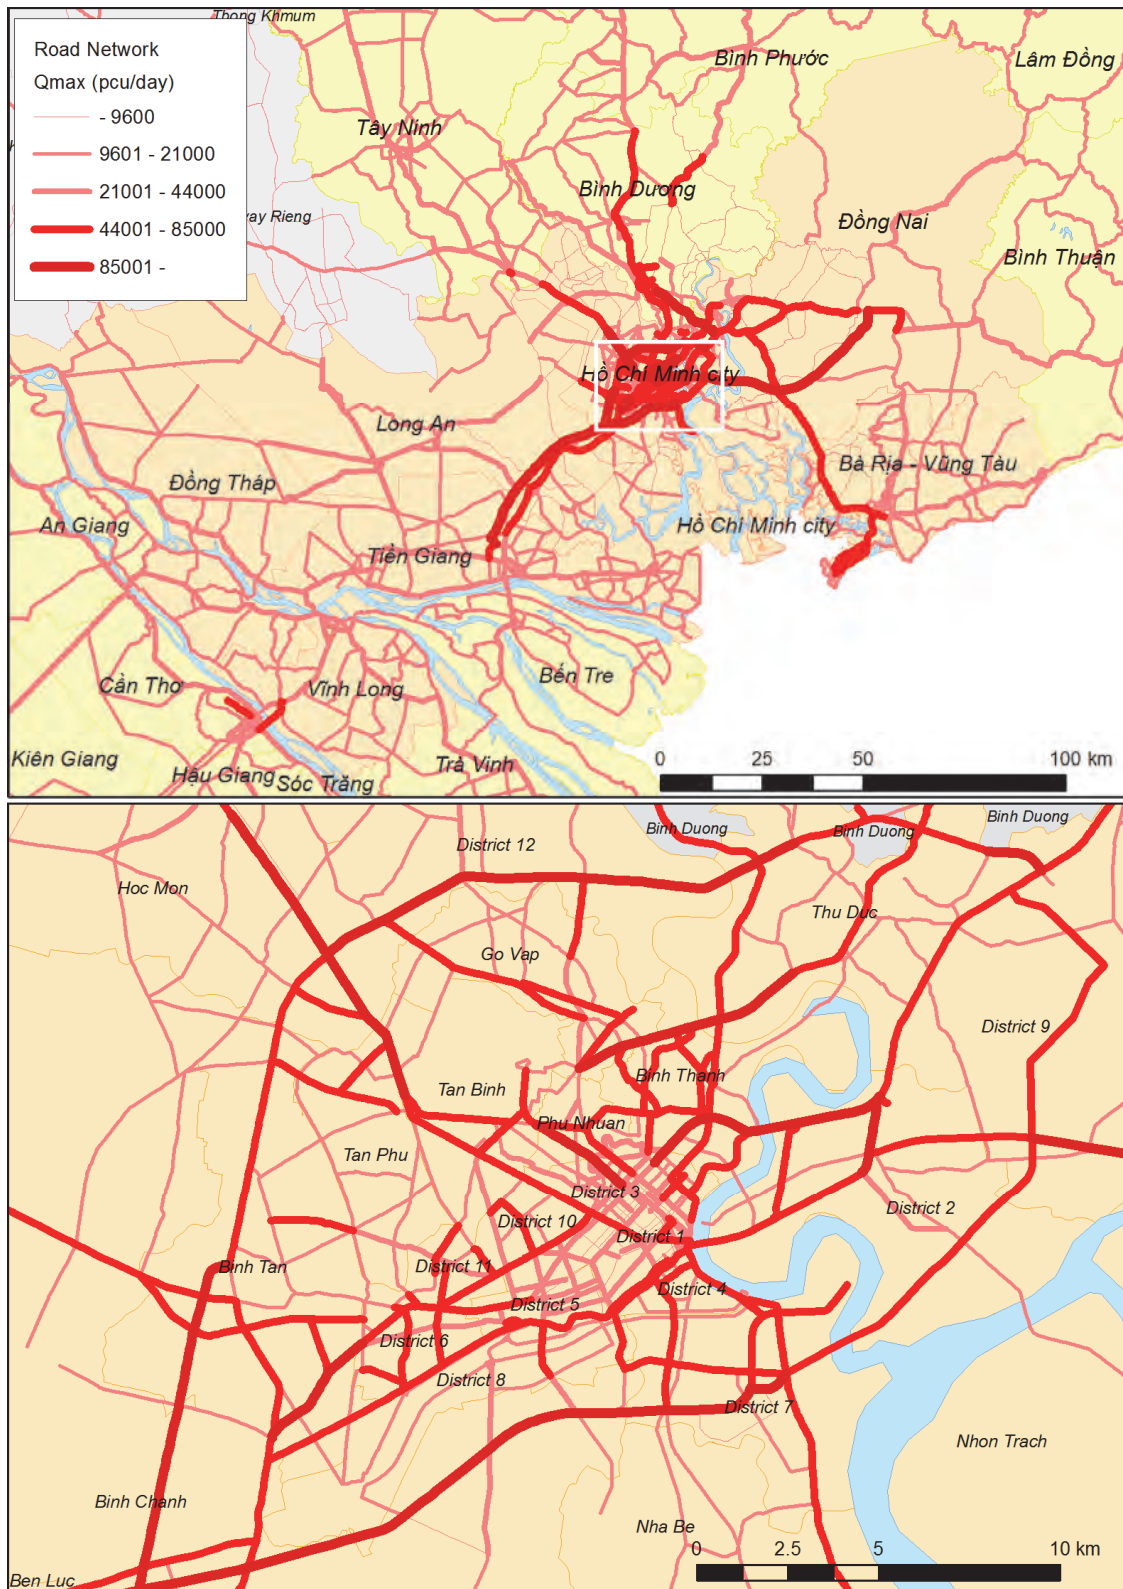 Thong Khmum
Road Network
Qmax (pcu/day)
- 9600
9601 - 21000
21001 - 44000
44001 - 85000
85001 -
Bình Phước
Lâm Đồng
Tây Ninh
Bình Dương
vay Rieng
Đồng Nai
Bình Thuận
Hồ Chí Minh city
Long An
Bà Rịa - Vũng Tàu
Đồng Tháp
An Giang
Hồ Chí Minh city
Tiền Giang
Bến Tre
Cần Thơ
Vĩnh Long
Kiên Giang
Hậu Giang
Sóc Trăng
Trà Vinh
0 25 50 100 km
Binh Duong
Binh Duong
Binh Duong
District 12
Hoc Mon
Thu Duc
Go Vap
District 9
Tan Binh
Binh Thanh
Phu Nhuan
Tan Phu
District 3
District 2
District 10
District 1
Binh Tan
District 11
District 4
District 5
District 6
District 8
District 7
Nhon Trach
Binh Chanh
Nha Be
0 2.5 5 10 km
Ben Luc